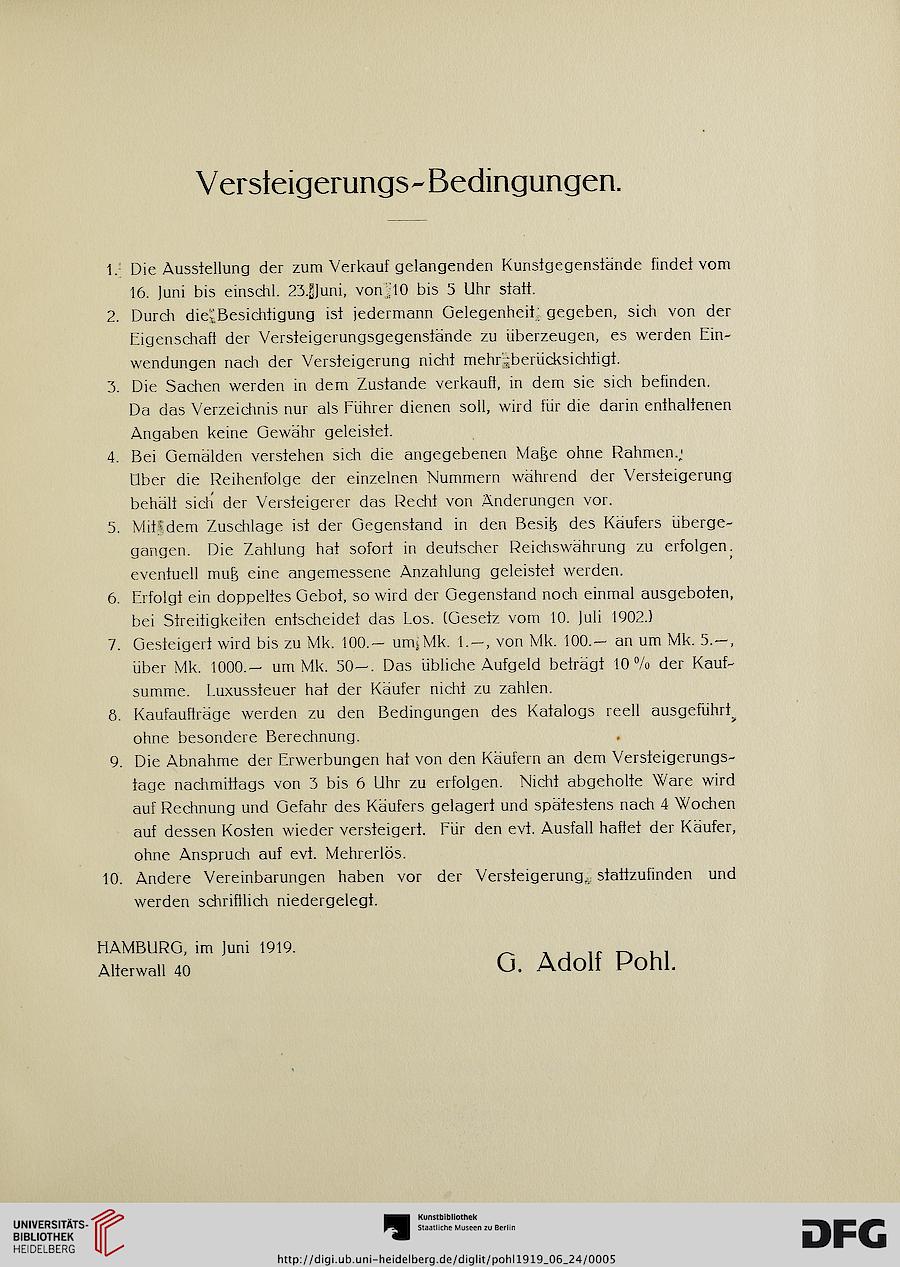 Versteigerungs-Bedingungen.
1. Die Ausstellung der zum Verkauf gelangenden Kunstgegenstände findet vom
16. Juni bis einschl. 23. Juni, von 10 bis 5 Uhr statt.
2. Durch die Besichtigung ist jedermann Gelegenheit gegeben, sich von der
Eigenschaft der Versteigerungsgegenstände zu überzeugen, es werden Ein-
wendungen nach der Versteigerung nicht mehr berücksichtigt.
3. Die Sachen werden in dem Zustande verkauft, in dem sie sich befinden.
Da das Verzeichnis nur als Führer dienen soll, wird für die darin enthaltenen
Angaben keine Gewähr geleistet.
4. Bei Gemälden verstehen sich die angegebenen Maße ohne Rahmen.
Über die Reihenfolge der einzelnen Nummern während der Versteigerung
behält sich der Versteigerer das Recht von Änderungen vor.
5. Mit dem Zuschlage ist der Gegenstand in den Besitz des Käufers überge-
gangen. Die Zahlung hat sofort in deutscher Reichswährung zu erfolgen;
eventuell muß eine angemessene Anzahlung geleistet werden.
6. Erfolgt ein doppeltes Gebot, so wird der Gegenstand noch einmal ausgeboten,
bei Streitigkeiten entscheidet das Los. (Gesetz vom 10. Juli 1902.)
7. Gesteigert wird bis zu Mk. 100.— um Mk. 1.—, von Mk. 100.— an um Mk. 5.—,
über Mk. 1000.— um Mk. 50—. Das übliche Aufgeld beträgt 10 % der Kauf-
summe. Luxussteuer hat der Käufer nicht zu zahlen.
8. Kaufaufträge werden zu den Bedingungen des Katalogs reell ausgeführt,
ohne besondere Berechnung.
9. Die Abnahme der Erwerbungen hat von den Käufern an dem Versteigerungs-
tage nachmittags von 3 bis 6 Uhr zu erfolgen. Nicht abgeholte Ware wird
auf Rechnung und Gefahr des Käufers gelagert und spätestens nach 4 Wochen
auf dessen Kosten wieder versteigert. Für den evt. Ausfall haftet der Käufer,
ohne Anspruch auf evt. Mehrerlös.
10. Andere Vereinbarungen haben vor der Versteigerung stattzufinden und
werden schriftlich niedergelegt.
HAMBURG, im Juni 1919.
Alterwall 40
G. Adolf Pohl.
UNIVERSITÄTS-
BIBLIOTHEK
HEIDELBERG
Kunstbibliothek
Staatliche Museen zu Berlin
DFG
http://digi.ub.uni-heidelberg.de/diglit/pohl1919_06_24/0005